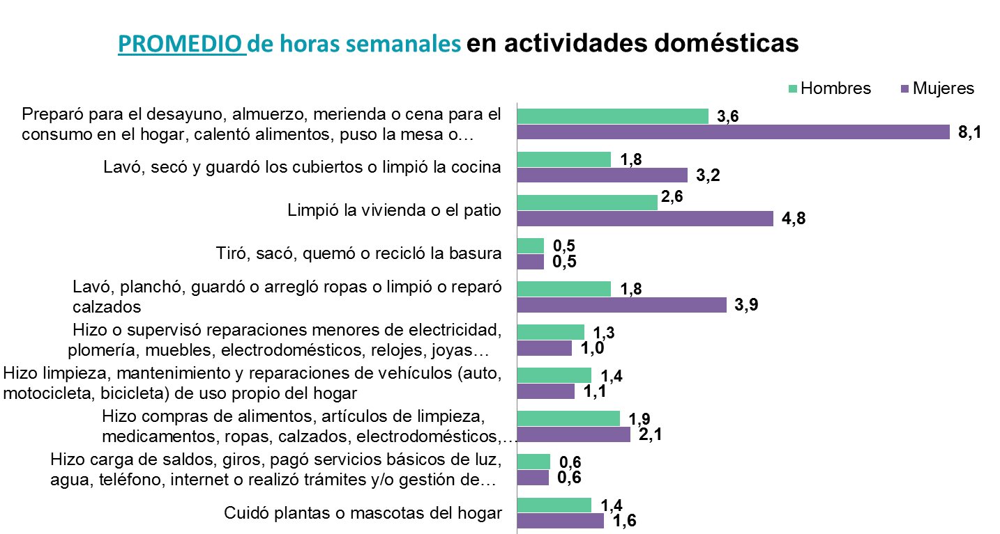 PROMEDIO de horas semanales en actividades domésticas
Hombres Mujeres
Preparó para el desayuno, almuerzo, merienda o cena para el
consumo en el hogar, calentó alimentos, puso la mesa o…
3,6
8,1
Lavó, secó y guardó los cubiertos o limpió la cocina
1,8
3,2
Limpió la vivienda o el patio
2,6
4,8
Tiró, sacó, quemó o recicló la basura
0,5
0,5
Lavó, planchó, guardó o arregló ropas o limpió o reparó
calzados
1,8
3,9
Hizo o supervisó reparaciones menores de electricidad,
plomería, muebles, electrodomésticos, relojes, joyas…
1,3
1,0
Hizo limpieza, mantenimiento y reparaciones de vehículos (auto,
motocicleta, bicicleta) de uso propio del hogar
1,4
1,1
Hizo compras de alimentos, artículos de limpieza,
medicamentos, ropas, calzados, electrodomésticos,…
1,9
2,1
Hizo carga de saldos, giros, pagó servicios básicos de luz,
agua, teléfono, internet o realizó trámites y/o gestión de…
0,6
0,6
Cuidó plantas o mascotas del hogar
1,4
1,6